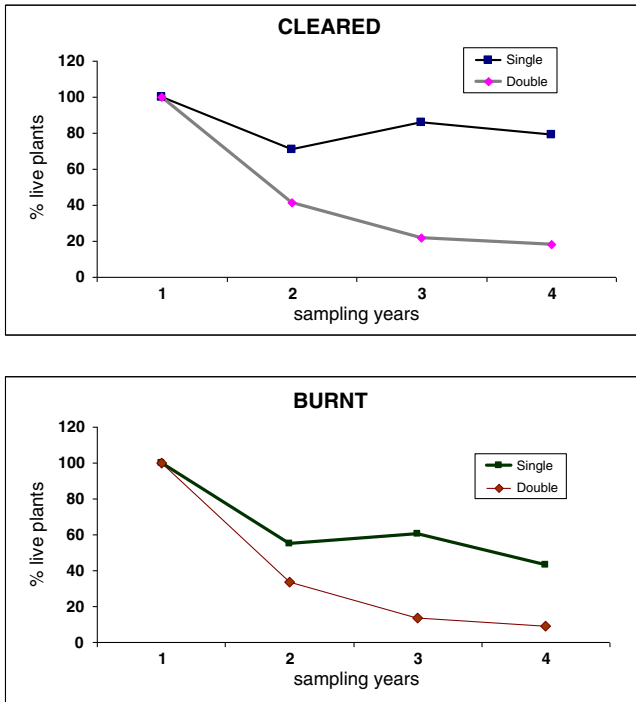 CLEARED
120
100
80
60
40
20
0
% live plants
Single
Double
1 2 3 4
sampling years
BURNT
120
100
80
60
40
20
0
% live plants
Single
Double
1 2 3 4
sampling years